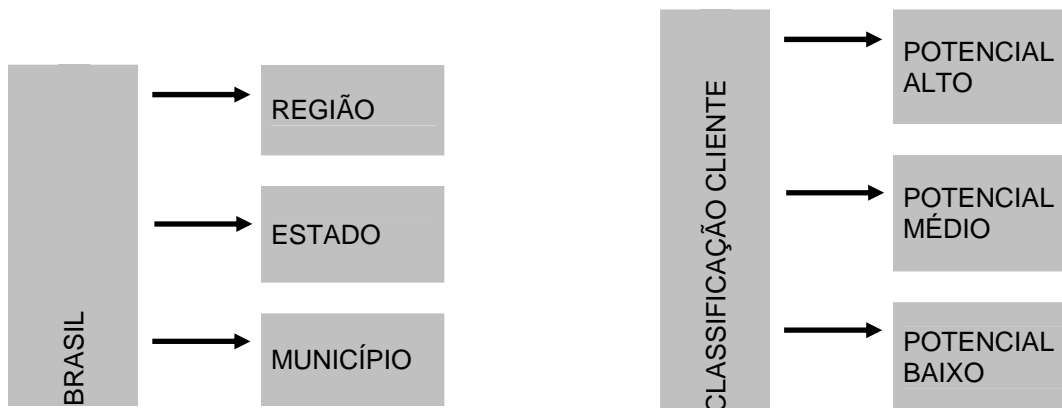 BRASIL
REGIÃO
ESTADO
MUNICÍPIO
CLASSIFICAÇÃO CLIENTE
POTENCIAL
ALTO
POTENCIAL
MÉDIO
POTENCIAL
BAIXO